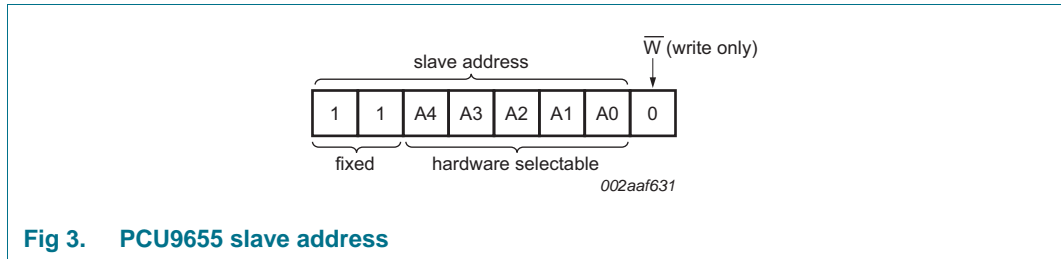 W (write only)
slave address
1 1 A4 A3 A2 A1 A0 0
fixed hardware selectable
002aaf631
Fig 3. PCU9655 slave address